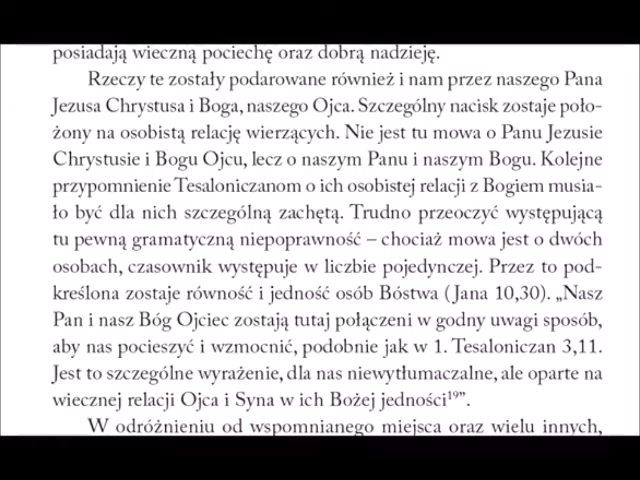 posiadają wieczną pociechę oraz dobrą nadzieję.
Rzeczy te zostały podarowane również i nam przez naszego Pana
Jezusa Chrystusa i Boga, naszego Ojca. Szczególny nacisk zostaje poło-
żony na osobistą relację wierzących. Nie jest tu mowa o Panu Jezusie
Chrystusie i Bogu Ojcu, lecz o naszym Panu i naszym Bogu. Kolejne
przypomnienie Tesaloniczanom o ich osobistej relacji z Bogiem musia-
ło być dla nich szczególną zachętą. Trudno przeoczyć występującą
tu pewną gramatyczną niepoprawność – chociaż mowa jest o dwóch
osobach, czasownik występuje w liczbie pojedynczej. Przez to pod-
kreślona zostaje równość i jedność osób Bóstwa (Jana 10,30). „Nasz
Pan i nasz Bóg Ojciec zostają tutaj połączeni w godny uwagi sposób,
aby nas pocieszyć i wzmocnić, podobnie jak w 1. Tesaloniczan 3,11.
Jest to szczególne wyrażenie, dla nas niewytłumaczalne, ale oparte na
wiecznej relacji Ojca i Syna w ich Bożej jedności¹⁹”.
W odróżnieniu od wspomnianego miejsca oraz wielu innych,